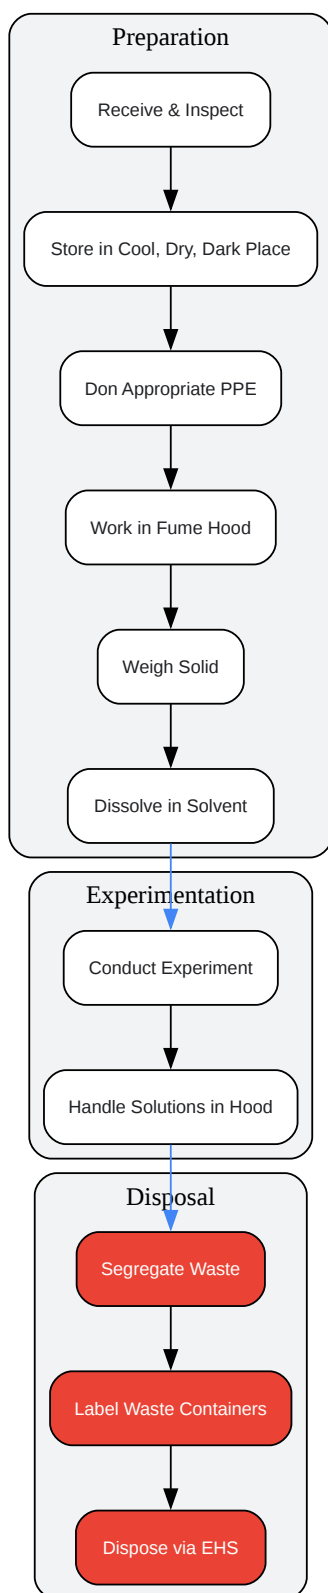 Preparation
Receive & Inspect
Store in Cool, Dry, Dark Place
Don Appropriate PPE
Work in Fume Hood
Weigh Solid
Dissolve in Solvent
Experimentation
Conduct Experiment
Handle Solutions in Hood
Disposal
Segregate Waste
Label Waste Containers
Dispose via EHS